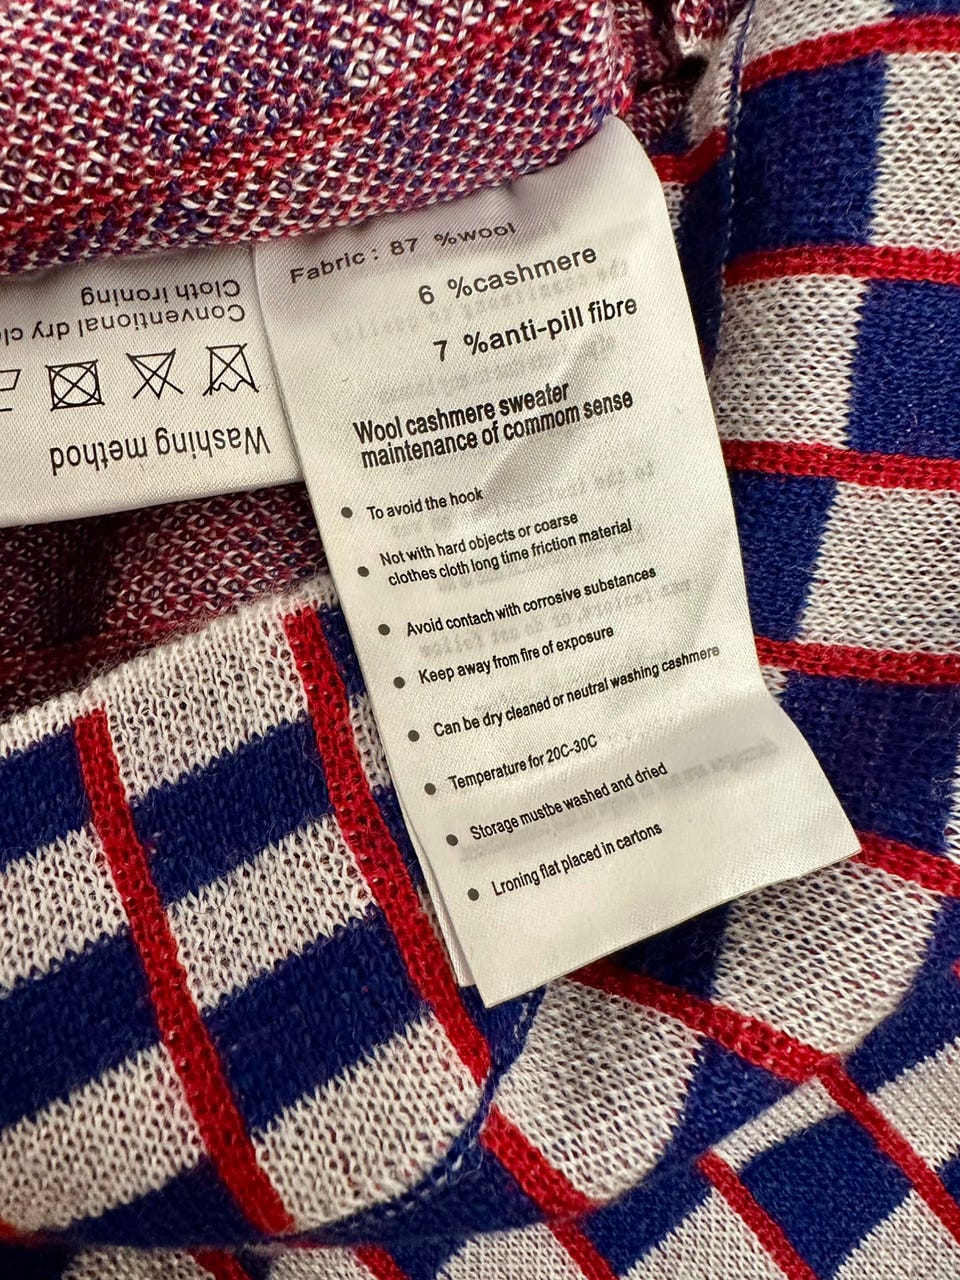 Fabric : 87 %wool
6 %cashmere
7 %anti-pill fibre
Wool cashmere sweater
maintenance of commom sense
To avoid the hook
Not with hard objects or coarse
clothes cloth long time friction material
Avoid contach with corrosive substances
Keep away from fire of exposure
Can be dry cleaned or neutral washing cashmere
Temperature for 20C-30C
Storage mustbe washed and dried
Lroning flat placed in cartons
Washing method
Conventional dry
Cloth ironing